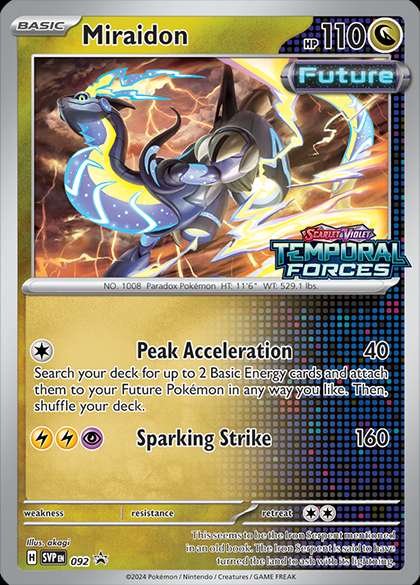 BASIC Miraidon HP 110
Future
SCARLET & VIOLET
TEMPORAL
FORCES
NO. 1008 Paradox Pokémon HT: 11'6" WT: 529.1 lbs.
Peak Acceleration 40
Search your deck for up to 2 Basic Energy cards and attach
them to your Future Pokémon in any way you like. Then,
shuffle your deck.
Sparking Strike 160
weakness resistance retreat
Illus. akagi
H SVP EN 092
This seems to be the Iron Serpent mentioned
in an old book. The Iron Serpent is said to have
turned the land to ash with its lightning.
©2024 Pokémon / Nintendo / Creatures / GAME FREAK